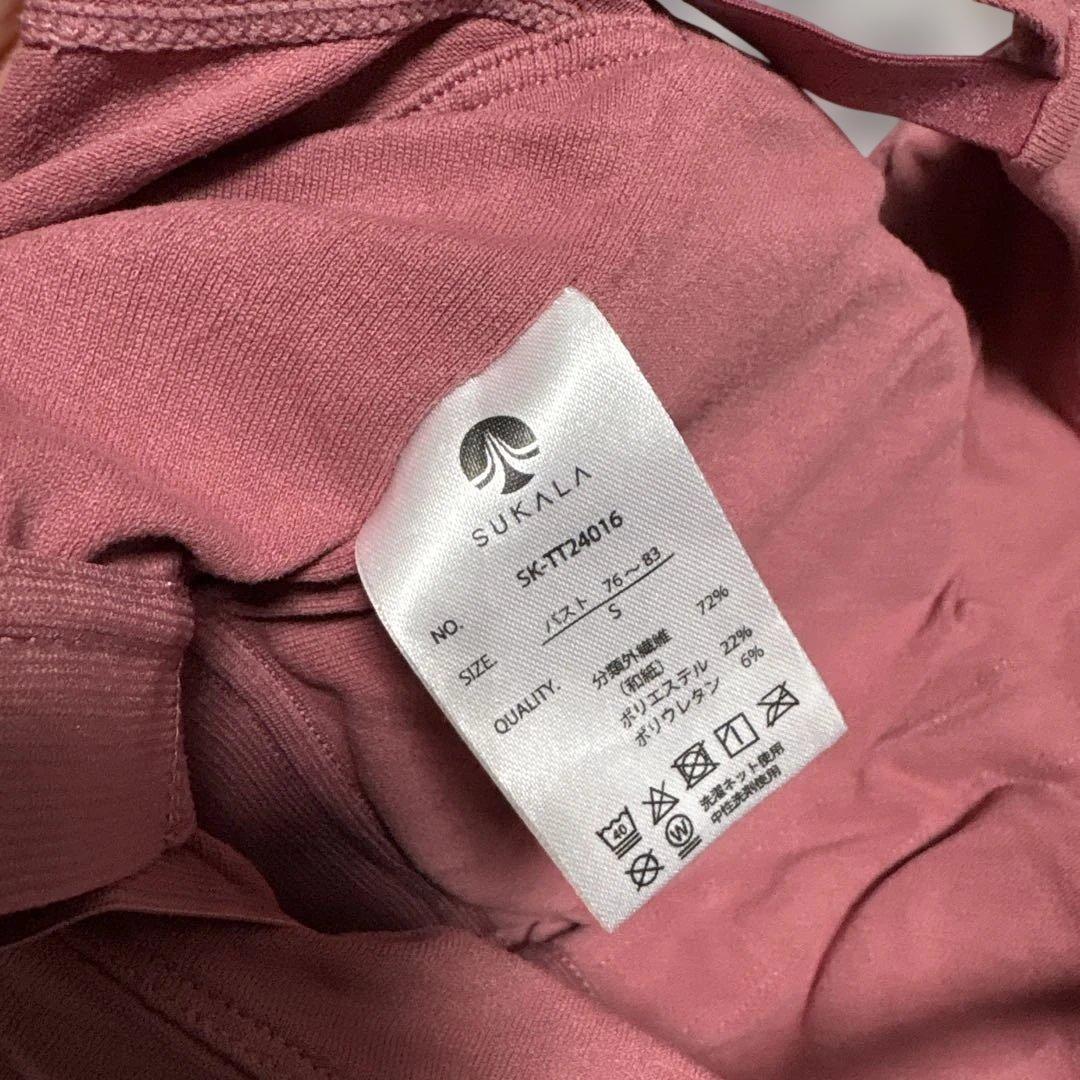 SUKALA
NO. SK-TT24016
SIZE. バスト 76～83
S
QUALITY. 分類外繊維 72%
(和紙)
ポリエステル 22%
ポリウレタン 6%
40
W
洗濯ネット使用
中性洗剤使用